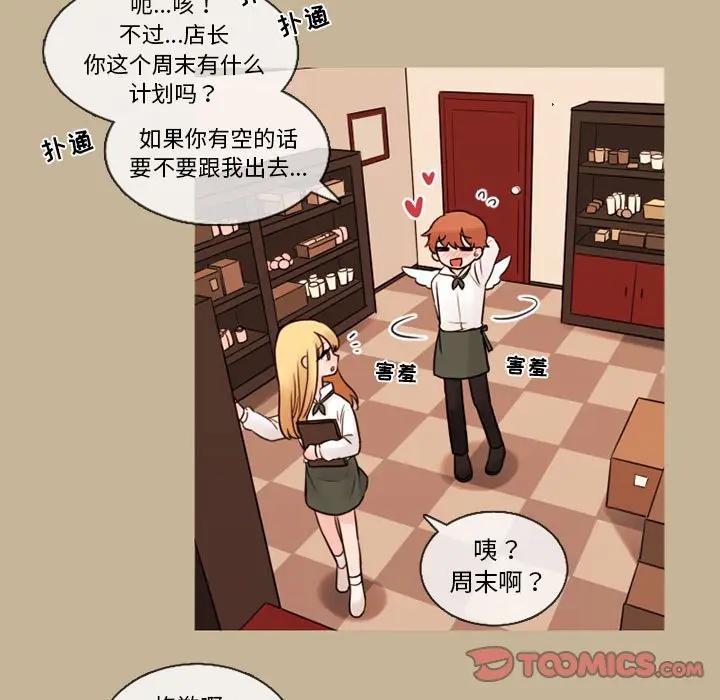 呃...咳！
扑通
不过...店长
你这个周末有什么
计划吗？
扑通
如果你有空的话
要不要跟我出去...
害羞
害羞
咦？
周末啊？
TOOMICS.COM